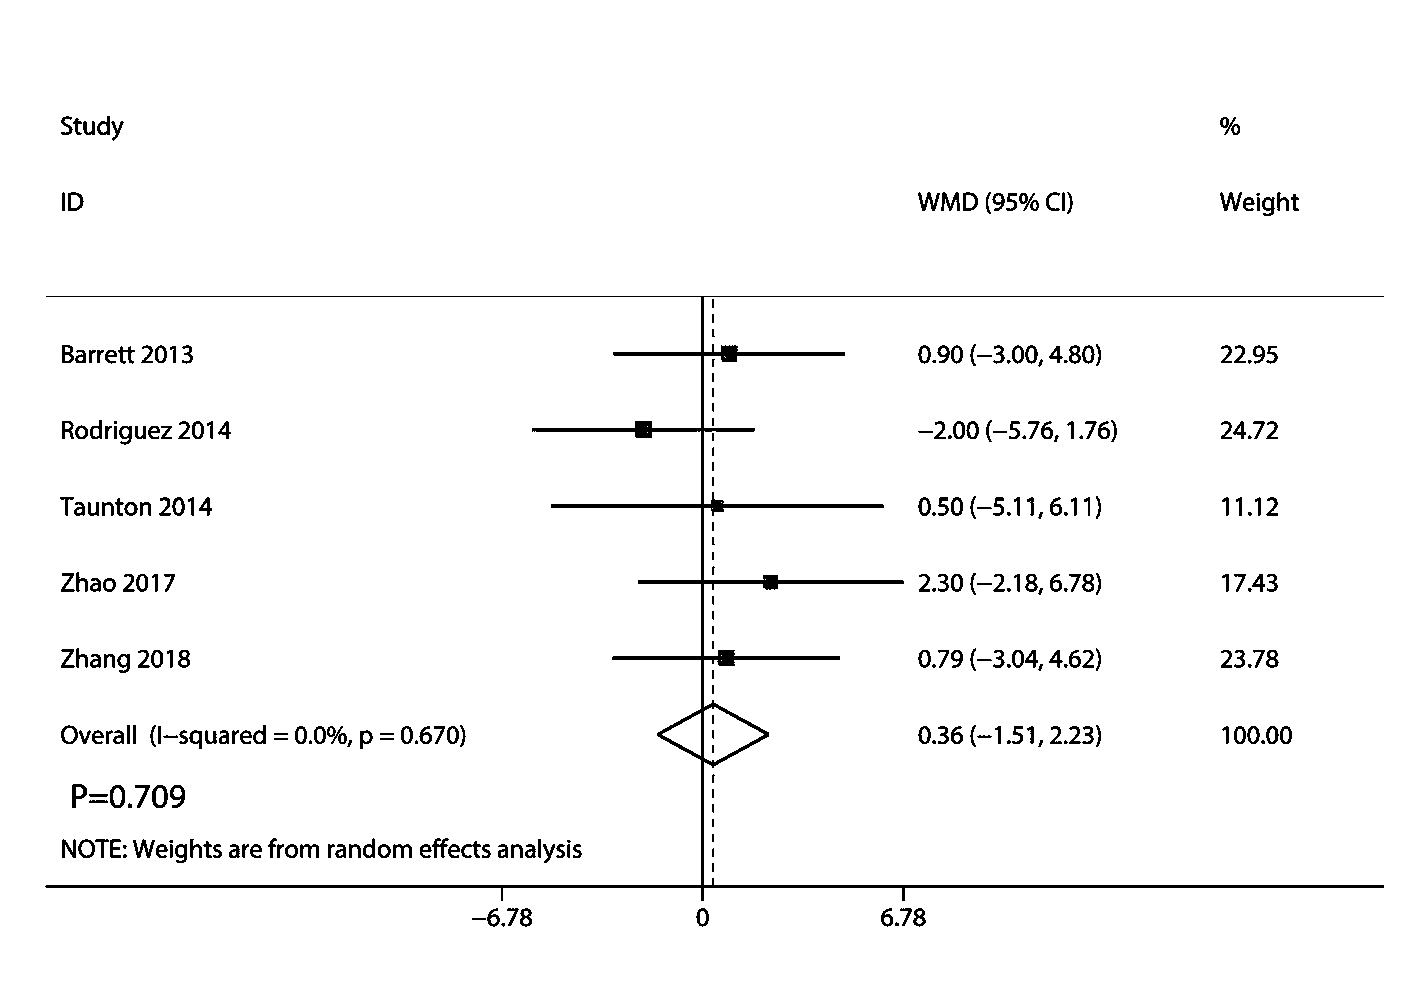 Study %
ID WMD (95% CI) Weight
Barrett 2013 0.90 (−3.00, 4.80) 22.95
Rodriguez 2014 −2.00 (−5.76, 1.76) 24.72
Taunton 2014 0.50 (−5.11, 6.11) 11.12
Zhao 2017 2.30 (−2.18, 6.78) 17.43
Zhang 2018 0.79 (−3.04, 4.62) 23.78
Overall (I−squared = 0.0%, p = 0.670) 0.36 (−1.51, 2.23) 100.00
P=0.709
NOTE: Weights are from random effects analysis
−6.78 0 6.78